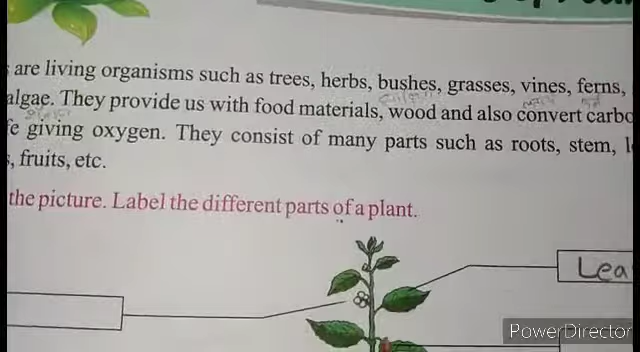 are living organisms such as trees, herbs, bushes, grasses, vines, ferns,
algae. They provide us with food materials, wood and also convert carbo
fe giving oxygen. They consist of many parts such as roots, stem, l
s, fruits, etc.
the picture. Label the different parts of a plant.
Lea
PowerDirector